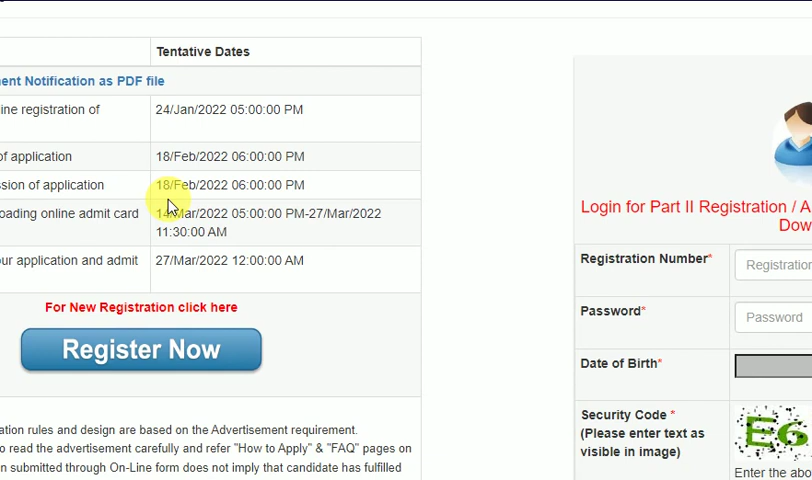 Tentative Dates
ent Notification as PDF file
ine registration of
24/Jan/2022 05:00:00 PM
of application
18/Feb/2022 06:00:00 PM
sion of application
18/Feb/2022 06:00:00 PM
oading online admit card
14/Mar/2022 05:00:00 PM-27/Mar/2022
11:30:00 AM
our application and admit
27/Mar/2022 12:00:00 AM
For New Registration click here
Register Now
ation rules and design are based on the Advertisement requirement.
o read the advertisement carefully and refer "How to Apply" & "FAQ" pages on
n submitted through On-Line form does not imply that candidate has fulfilled
Login for Part II Registration / A
Dow
Registration Number*
Registration
Password*
Password
Date of Birth*
Security Code *
(Please enter text as
visible in image)
E6
Enter the abo